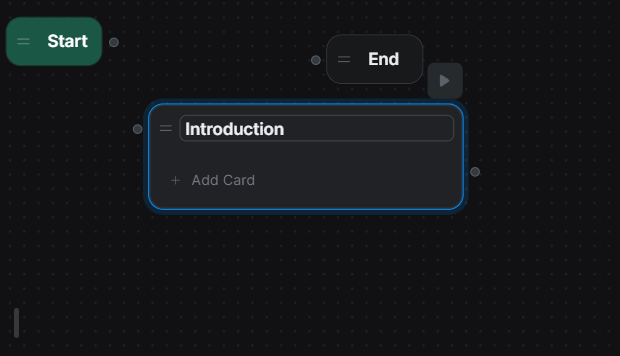 Start
End
Introduction
+ Add Card